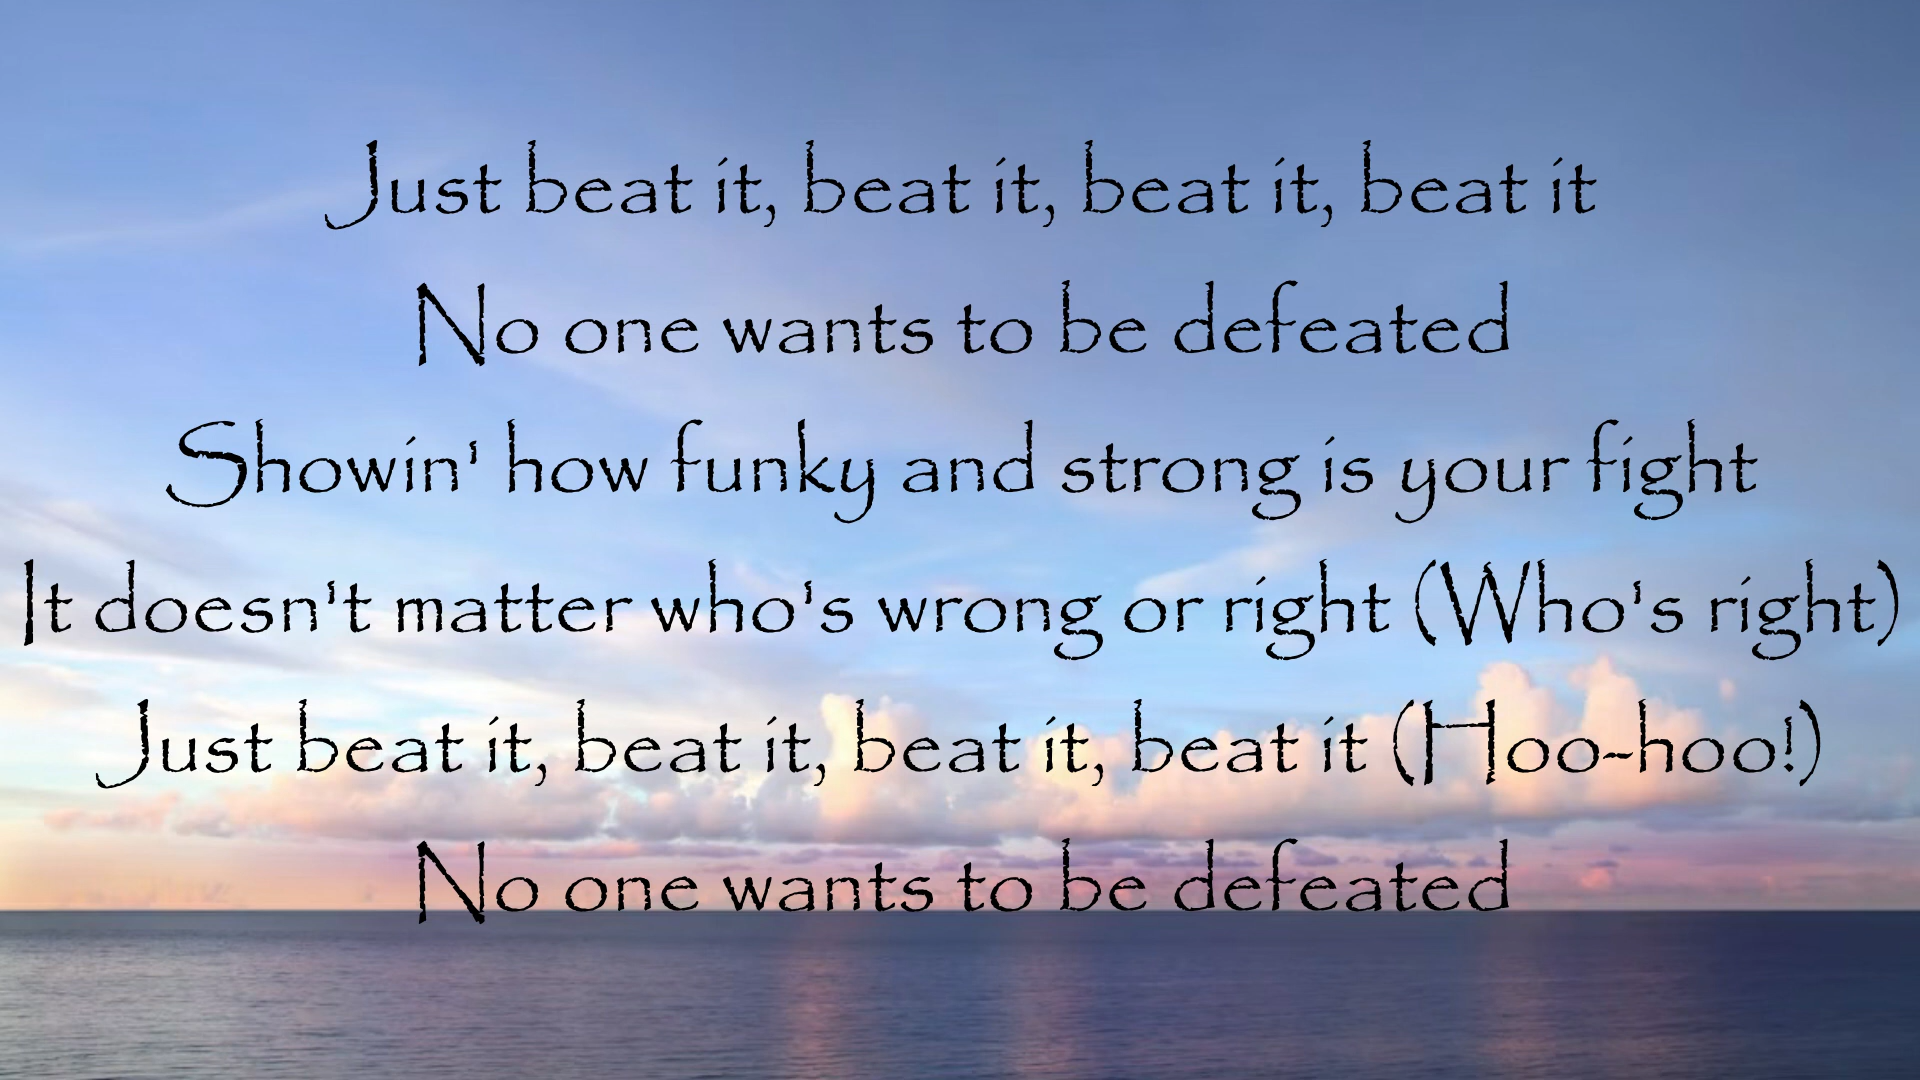 Just beat it, beat it, beat it, beat it
No one wants to be defeated
Showin' how funky and strong is your fight
It doesn't matter who's wrong or right (Who's right)
Just beat it, beat it, beat it, beat it (Hoo-hoo!)
No one wants to be defeated